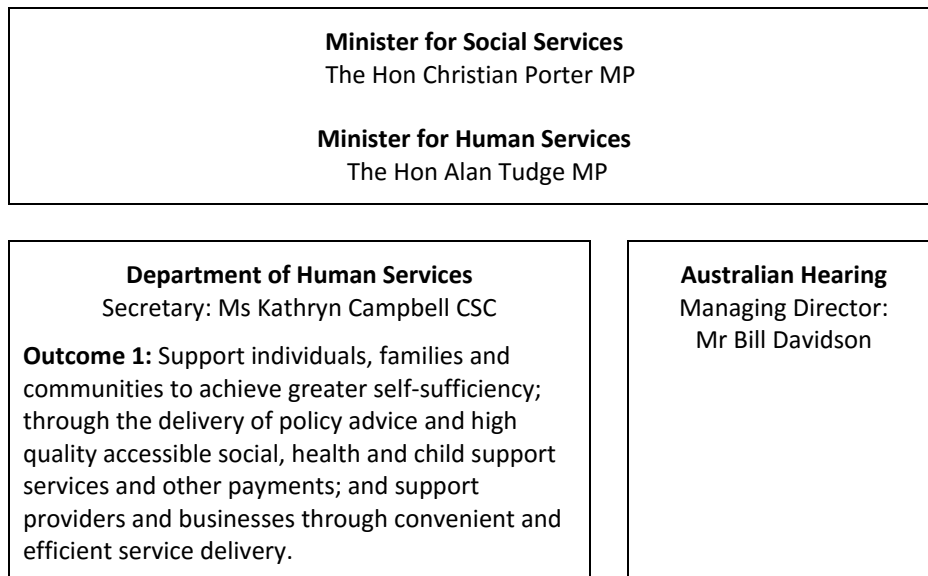 Minister for Social Services
The Hon Christian Porter MP
Minister for Human Services
The Hon Alan Tudge MP
Department of Human Services
Secretary: Ms Kathryn Campbell CSC
Outcome 1: Support individuals, families and
communities to achieve greater self-sufficiency;
through the delivery of policy advice and high
quality accessible social, health and child support
services and other payments; and support
providers and businesses through convenient and
efficient service delivery.
Australian Hearing
Managing Director:
Mr Bill Davidson